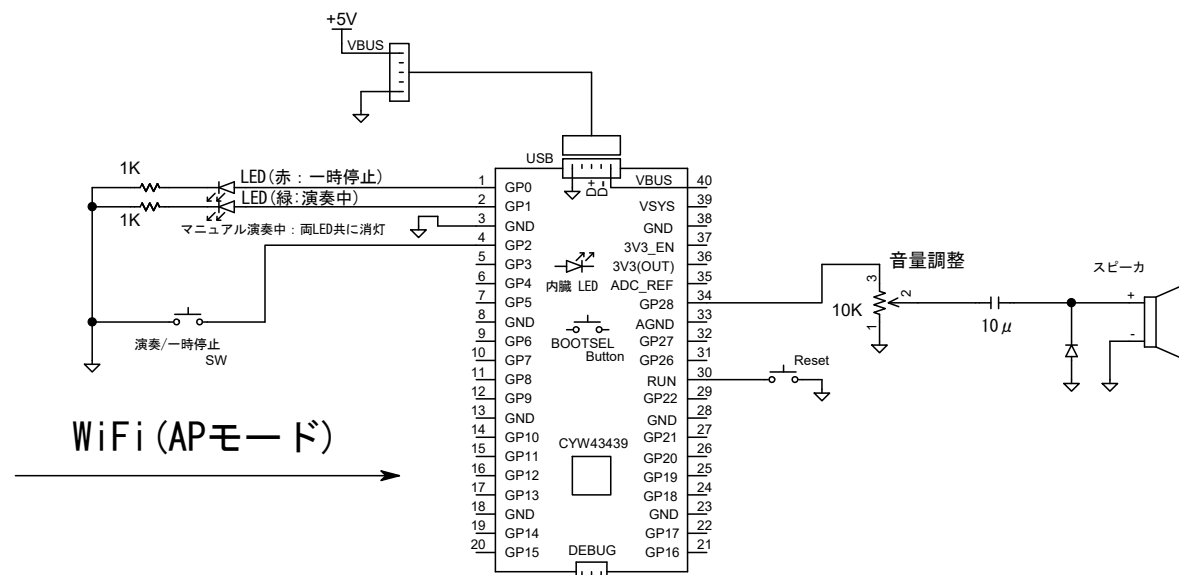 +5V
VBUS
USB
D+
D-
1K
LED(赤：一時停止)
LED(緑:演奏中)
1K
マニュアル演奏中：両LED共に消灯
演奏/一時停止
SW
WiFi(APモード)
1 GP0
2 GP1
3 GND
4 GP2
5 GP3
6 GP4
7 GP5
8 GND
9 GP6
10 GP7
11 GP8
12 GP9
13 GND
14 GP10
15 GP11
16 GP12
17 GP13
18 GND
19 GP14
20 GP15
内臓 LED
BOOTSEL
Button
CYW43439
DEBUG
VBUS 40
VSYS 39
GND 38
3V3_EN 37
3V3(OUT) 36
ADC_REF 35
GP28 34
AGND 33
GP27 32
GP26 31
RUN 30
GP22 29
GND 28
GP21 27
GP20 26
GP19 25
GP18 24
GND 23
GP17 22
GP16 21
Reset
音量調整
3
2
10K
1
10μ
スピーカ
+
-